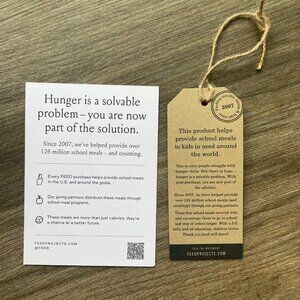 Hunger is a solvable
problem – you are now
part of the solution.
Since 2007, we've helped provide over
126 million school meals – and counting.
Every FEED purchase helps provide school meals
in the U.S. and around the globe.
Our giving partners distribute these meals through
school meal programs.
These meals are more than just calories, they're
a chance at a better future.
FEEDPROJECTS.COM
@FEED
2007
This product helps
provide school meals
to kids in need around
the world.
One in nine people struggle with
hunger daily. But there is hope –
hunger is a solvable problem. With
your purchase, you are now part of
the solution.
Since 2007, we have helped provide
over 126 million school meals (and
counting) through our giving partners.
These free school meals nourish kids
and encourage them to go to school
and stay in school longer. With a full
belly and an education, children thrive.
Thank you (and well done!).
JOIN THE MOVEMENT
FEEDPROJECTS.COM